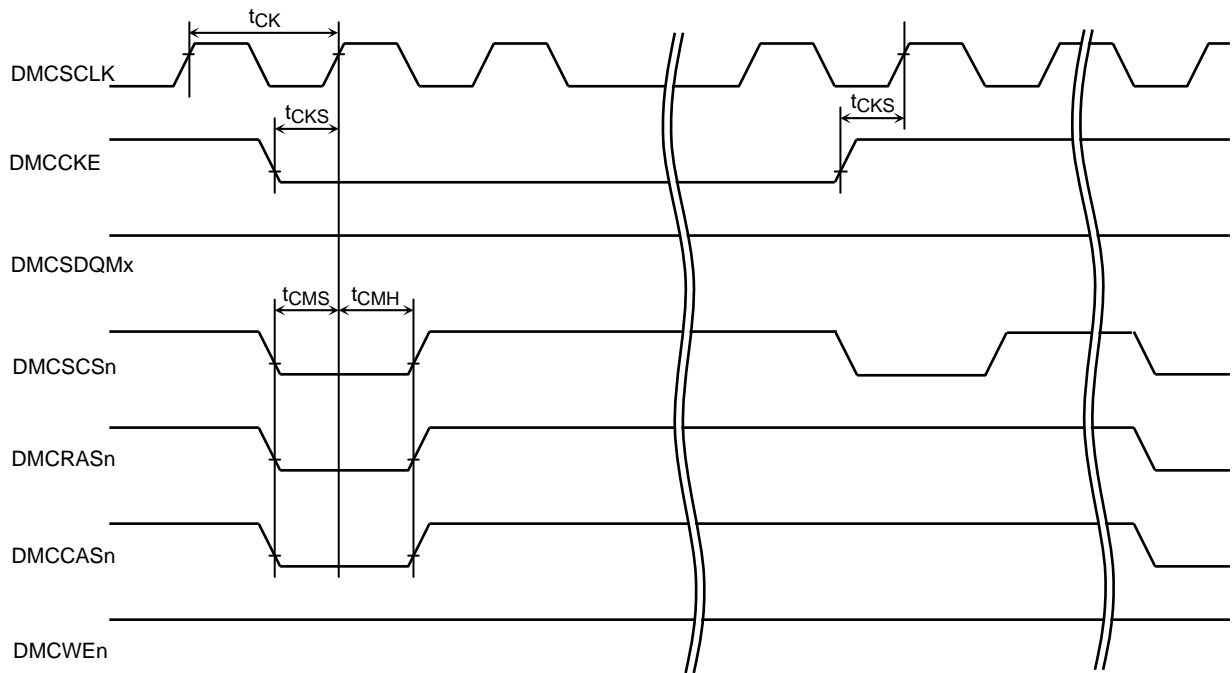 tCK
DMCSCLK
tCKS
tCKS
DMCCKE
DMCSDQMx
tCMS
tCMH
DMCSCSn
DMCRASn
DMCCASn
DMCWEn